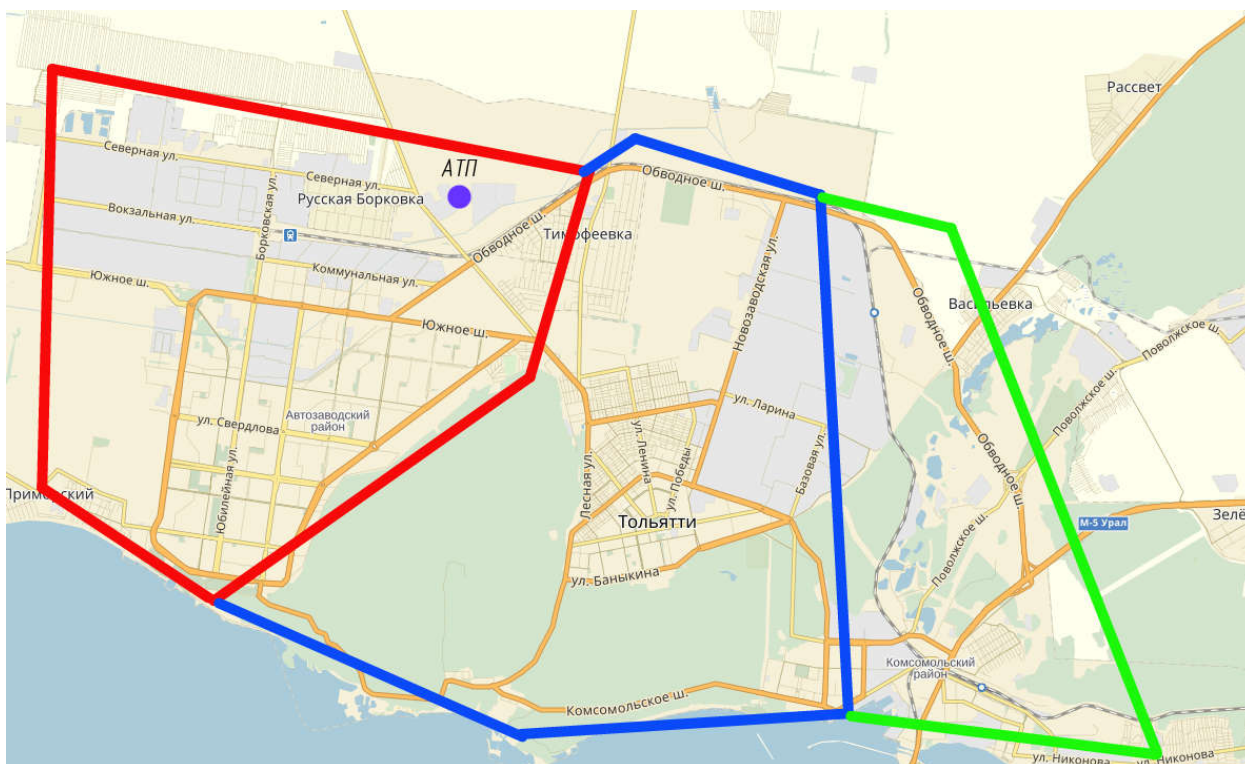 Рассвет
Северная ул.
АТП
Северная ул.
Русская Борковка
Обводное ш.
Вокзальная ул.
Борковская ул.
Тимофеевка
Обводное ш.
Южное ш.
Коммунальная ул.
Новозаводская ул.
Васильевка
Обводное ш.
Поволжское ш.
Южное ш.
Автозаводский
район
ул. Свердлова
ул. Ларина
Поволжское ш.
ул. Ленина
ул. Победы
Базовая ул.
Обводное ш.
Лесная ул.
Юбилейная ул.
Тольятти
М-5 Урал
Поволжское ш.
ул. Баныкина
Комсомольский
район
Комсомольское ш.
ул. Никонова
ул. Никонова